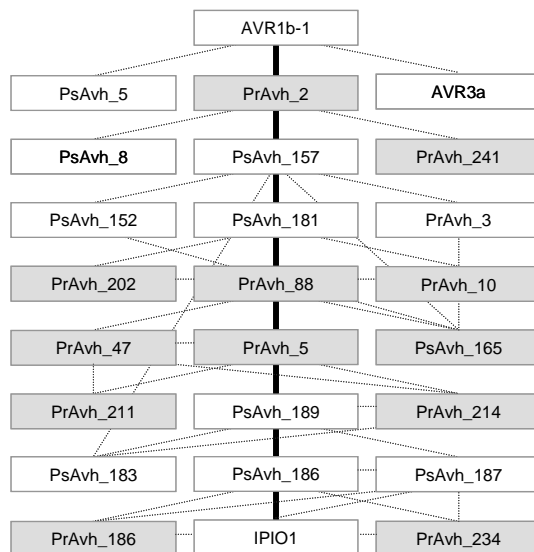 AVR1b-1
PsAvh_5 PrAvh_2 AVR3a
PsAvh_8 PsAvh_157 PrAvh_241
PsAvh_152 PsAvh_181 PrAvh_3
PrAvh_202 PrAvh_88 PrAvh_10
PrAvh_47 PrAvh_5 PsAvh_165
PrAvh_211 PsAvh_189 PrAvh_214
PsAvh_183 PsAvh_186 PsAvh_187
PrAvh_186 IPIO1 PrAvh_234